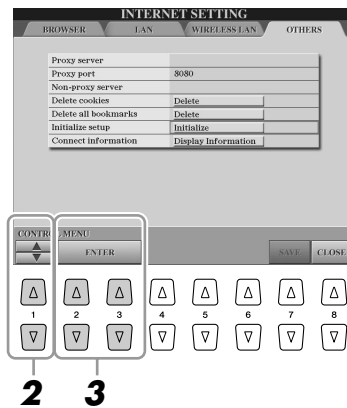 INTERNET SETTING
BROWSER LAN WIRELESS LAN OTHERS
Proxy server
Proxy port 8080
Non-proxy server
Delete cookies Delete
Delete all bookmarks Delete
Initialize setup Initialize
Connect information Display Information
CONTROL MENU
ENTER SAVE CLOSE
1 2 3 4 5 6 7 8
2 3